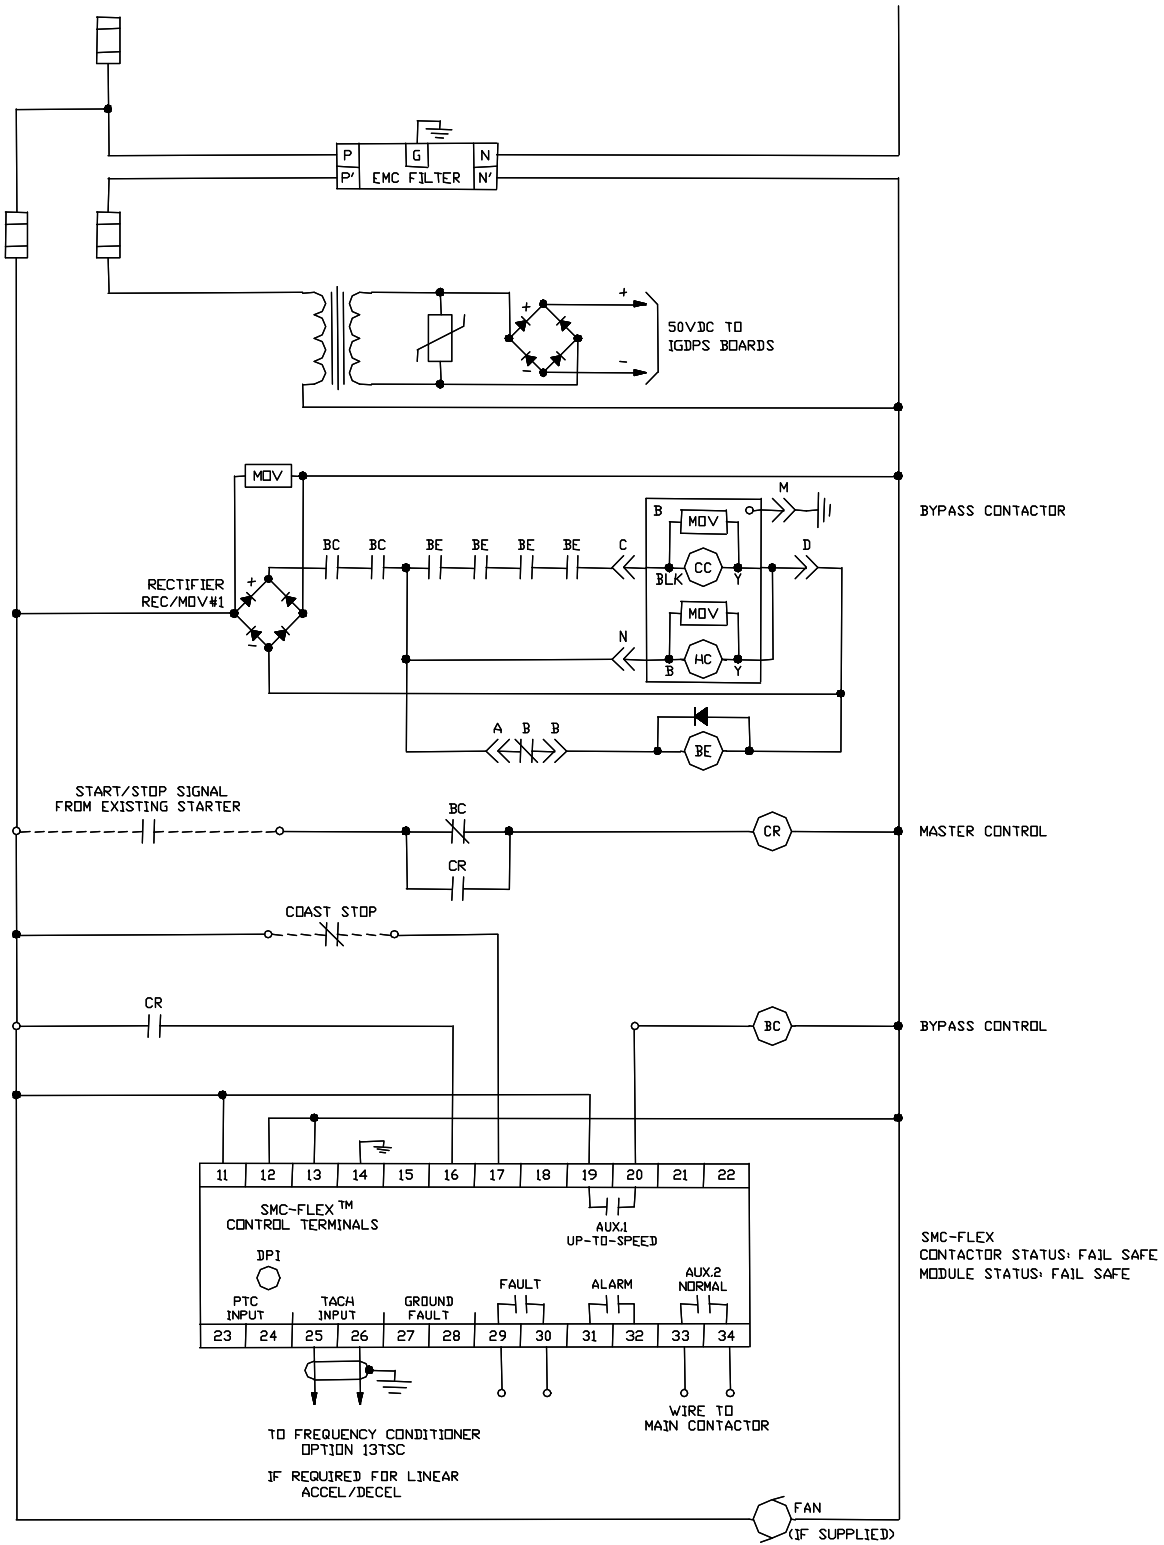 P G N
P' EMC FILTER N'
+ +
50VDC TO
IGDPS BOARDS
- -
MOV
M
B
BYPASS CONTACTOR
MOV
BC BC BE BE BE BE C D
CC
BLK Y
RECTIFIER
REC/MOV#1
+
-
MOV
N
HC
B Y
A B B
BE
START/STOP SIGNAL
FROM EXISTING STARTER
BC
CR
MASTER CONTROL
CR
COAST STOP
CR
BC
BYPASS CONTROL
11 12 13 14 15 16 17 18 19 20 21 22
SMC-FLEX™
CONTROL TERMINALS
AUX.1
UP-TO-SPEED
SMC-FLEX
CONTACTOR STATUS: FAIL SAFE
MODULE STATUS: FAIL SAFE
DPI
FAULT
ALARM
AUX.2
NORMAL
PTC
INPUT
TACH
INPUT
GROUND
FAULT
23 24 25 26 27 28 29 30 31 32 33 34
WIRE TO
MAIN CONTACTOR
TO FREQUENCY CONDITIONER
OPTION 13TSC
IF REQUIRED FOR LINEAR
ACCEL/DECEL
FAN
(IF SUPPLIED)